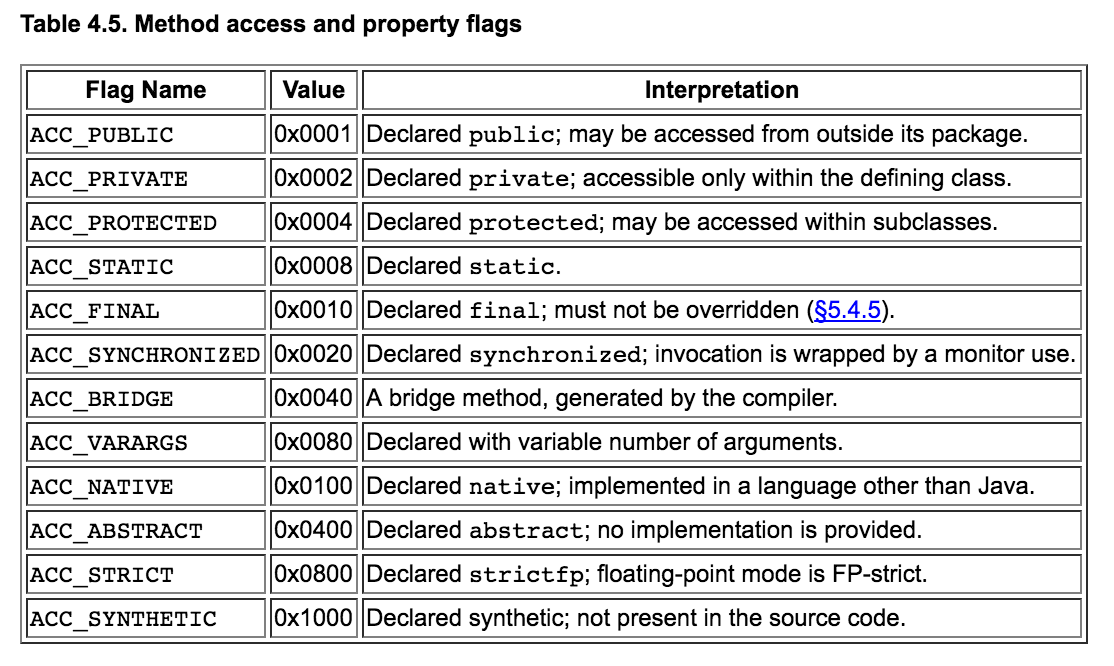 Table 4.5. Method access and property flags
Flag Name Value Interpretation
ACC_PUBLIC 0x0001 Declared public; may be accessed from outside its package.
ACC_PRIVATE 0x0002 Declared private; accessible only within the defining class.
ACC_PROTECTED 0x0004 Declared protected; may be accessed within subclasses.
ACC_STATIC 0x0008 Declared static.
ACC_FINAL 0x0010 Declared final; must not be overridden (§5.4.5).
ACC_SYNCHRONIZED 0x0020 Declared synchronized; invocation is wrapped by a monitor use.
ACC_BRIDGE 0x0040 A bridge method, generated by the compiler.
ACC_VARARGS 0x0080 Declared with variable number of arguments.
ACC_NATIVE 0x0100 Declared native; implemented in a language other than Java.
ACC_ABSTRACT 0x0400 Declared abstract; no implementation is provided.
ACC_STRICT 0x0800 Declared strictfp; floating-point mode is FP-strict.
ACC_SYNTHETIC 0x1000 Declared synthetic; not present in the source code.